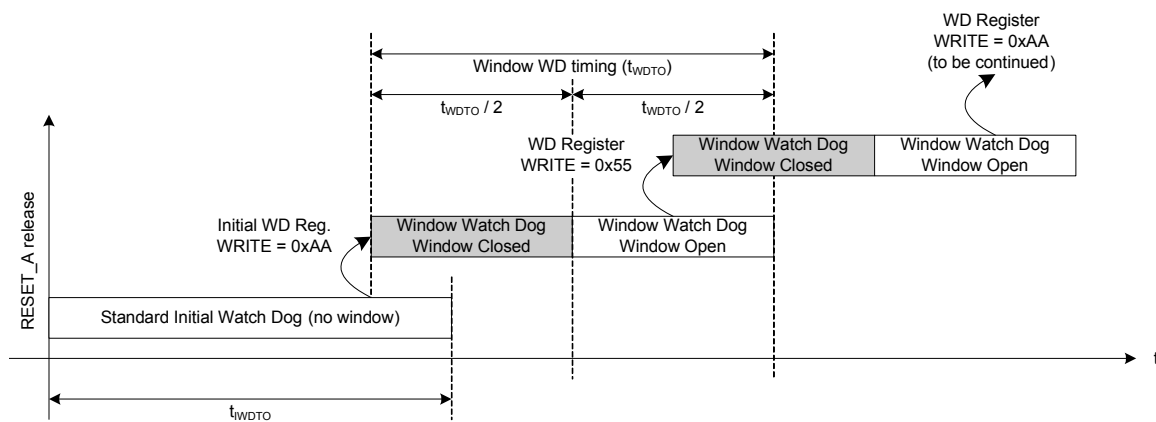 WD Register
WRITE = 0xAA
(to be continued)
Window WD timing (tWDTO)
tWDTO / 2
tWDTO / 2
WD Register
WRITE = 0x55
Window Watch Dog
Window Closed
Window Watch Dog
Window Open
Initial WD Reg.
WRITE = 0xAA
Window Watch Dog
Window Closed
Window Watch Dog
Window Open
RESET_A release
Standard Initial Watch Dog (no window)
t
tIWDTO